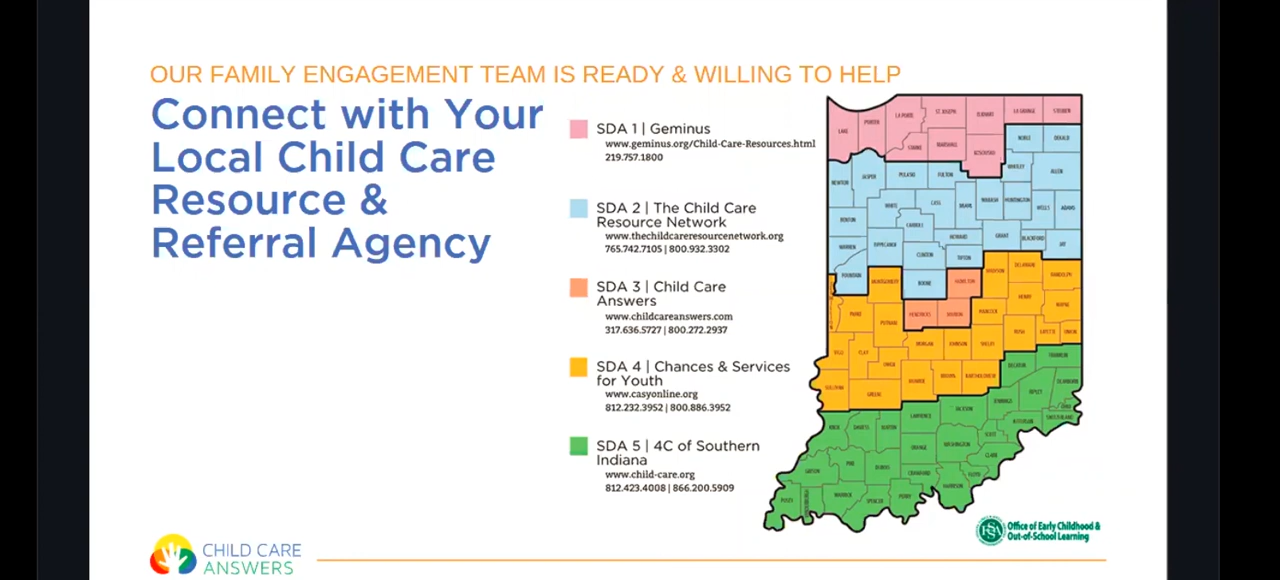 OUR FAMILY ENGAGEMENT TEAM IS READY & WILLING TO HELP
Connect with Your
Local Child Care
Resource &
Referral Agency
SDA 1 | Geminus
www.geminus.org/Child-Care-Resources.html
219.757.1800
SDA 2 | The Child Care
Resource Network
www.thechildcareresourcenetwork.org
765.742.7105 | 800.932.3302
SDA 3 | Child Care
Answers
www.childcareanswers.com
317.636.5727 | 800.272.2937
SDA 4 | Chances & Services
for Youth
www.casyonline.org
812.232.3952 | 800.886.3952
SDA 5 | 4C of Southern
Indiana
www.child-care.org
812.423.4008 | 866.200.5909
LAKE
PORTER
LA PORTE
ST. JOSEPH
ELKHART
LA GRANGE
STEUBEN
STARKE
MARSHALL
KOSCIUSKO
NOBLE
DEKALB
NEWTON
JASPER
PULASKI
FULTON
WHITLEY
ALLEN
WHITE
CASS
MIAMI
WABASH
HUNTINGTON
WELLS
ADAMS
BENTON
CARROLL
HOWARD
GRANT
BLACKFORD
JAY
WARREN
TIPPECANOE
CLINTON
TIPTON
FOUNTAIN
MONTGOMERY
BOONE
HAMILTON
MADISON
DELAWARE
RANDOLPH
PARKE
PUTNAM
HENDRICKS
MARION
HANCOCK
HENRY
WAYNE
RUSH
FAYETTE
UNION
VIGO
CLAY
OWEN
MORGAN
JOHNSON
SHELBY
SULLIVAN
GREENE
MONROE
BROWN
BARTHOLOMEW
DECATUR
FRANKLIN
RIPLEY
DEARBORN
JENNINGS
JEFFERSON
SWITZERLAND
KNOX
DAVIESS
MARTIN
LAWRENCE
JACKSON
ORANGE
WASHINGTON
SCOTT
CLARK
GIBSON
PIKE
DUBOIS
CRAWFORD
FLOYD
HARRISON
POSEY
WARRICK
SPENCER
PERRY
CHILD CARE
ANSWERS
Office of Early Childhood &
Out-of-School Learning